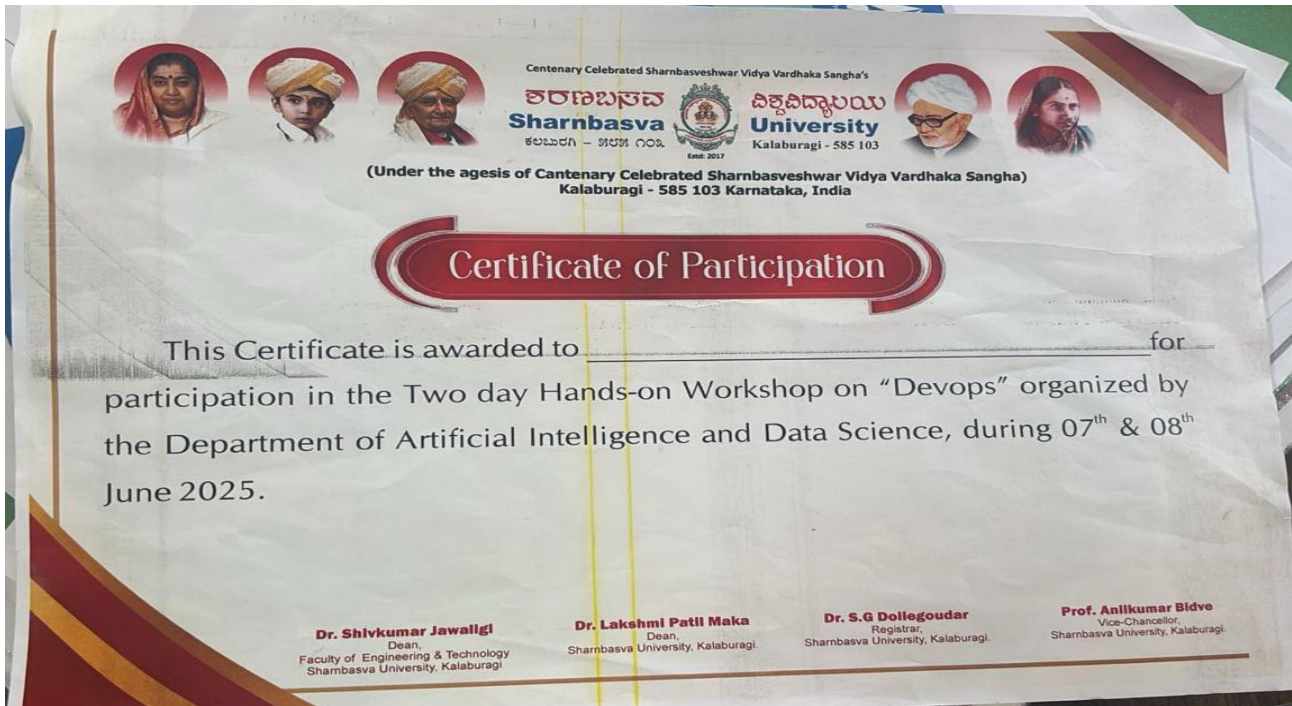 Centenary Celebrated Sharnbasveshwar Vidya Vardhaka Sangha's
ಶರಣಬಸವ ವಿಶ್ವವಿದ್ಯಾಲಯ
Sharnbasva University
ಕಲಬುರಗಿ – ೫೮೫ ೧೦೩ Kalaburagi - 585 103
Estd: 2017
(Under the agesis of Cantenary Celebrated Sharnbasveshwar Vidya Vardhaka Sangha)
Kalaburagi - 585 103 Karnataka, India
Certificate of Participation
This Certificate is awarded to for
participation in the Two day Hands-on Workshop on “Devops” organized by
the Department of Artificial Intelligence and Data Science, during 07th & 08th
June 2025.
Dr. Shivkumar Jawaligi
Dean,
Faculty of Engineering & Technology
Sharnbasva University, Kalaburagi
Dr. Lakshmi Patil Maka
Dean,
Sharnbasva University, Kalaburagi.
Dr. S.G Dollegoudar
Registrar,
Sharnbasva University, Kalaburagi.
Prof. Anilkumar Bidve
Vice-Chancellor,
Sharnbasva University, Kalaburagi.